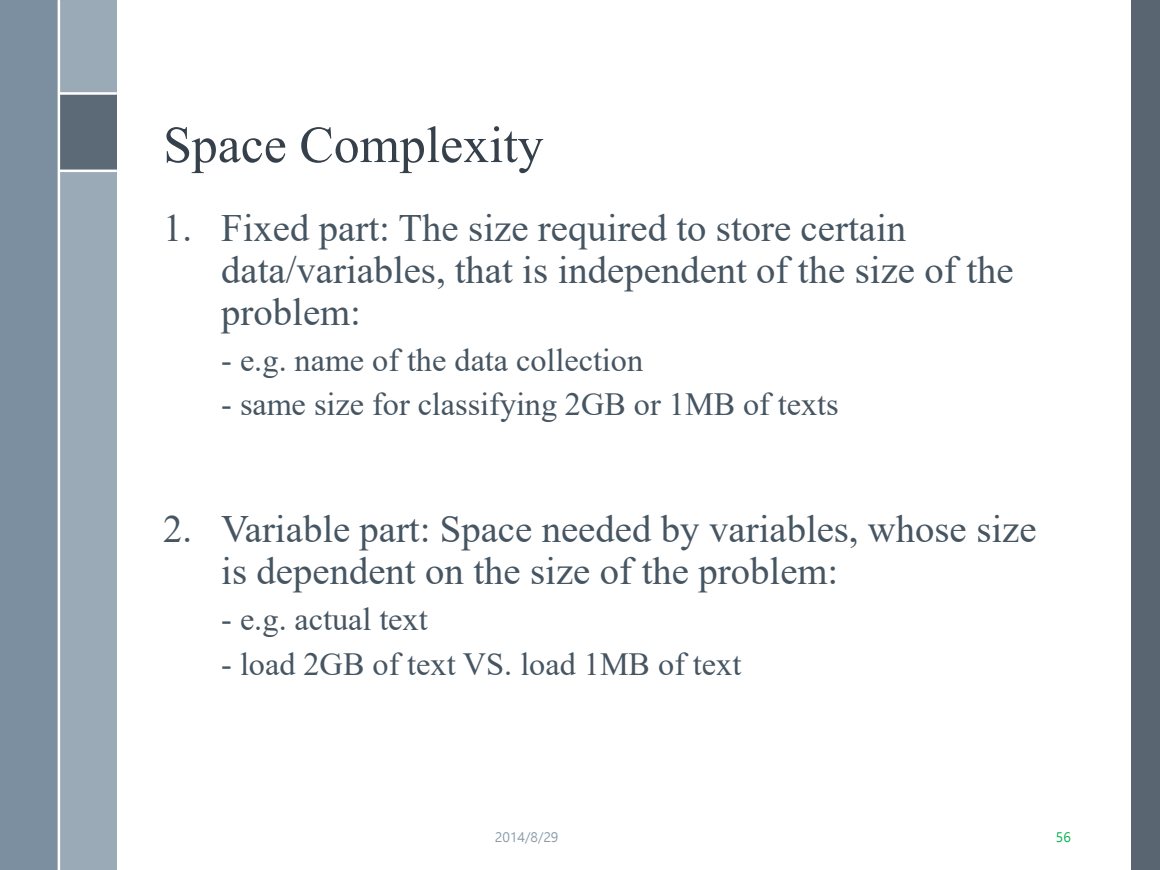 Space Complexity
1. Fixed part: The size required to store certain
data/variables, that is independent of the size of the
problem:
- e.g. name of the data collection
- same size for classifying 2GB or 1MB of texts
2. Variable part: Space needed by variables, whose size
is dependent on the size of the problem:
- e.g. actual text
- load 2GB of text VS. load 1MB of text
2014/8/29
56